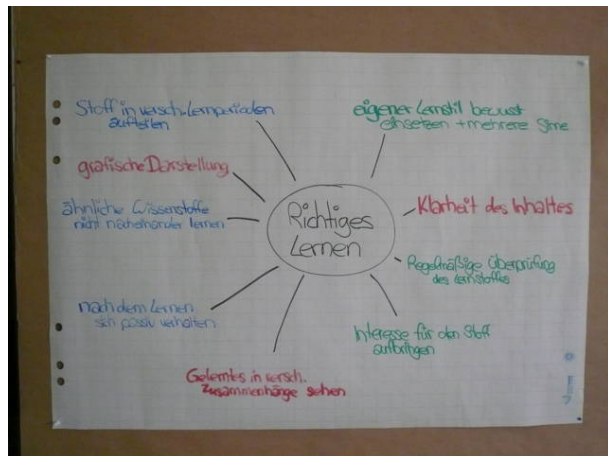 Stoff in versch. Lernperioden
aufteilen
eigener Lernstil bewusst
einsetzen + mehrere Sinne
grafische Darstellung
ähnliche Wissenstoffe
nicht nacheinander lernen
Richtiges
Lernen
Klarheit des Inhaltes
Regelmäßige Überprüfung
des Lernstoffes
nach dem Lernen
sich passiv verhalten
Interesse für den Stoff
aufbringen
Gelerntes in versch.
Zusammenhänge sehen